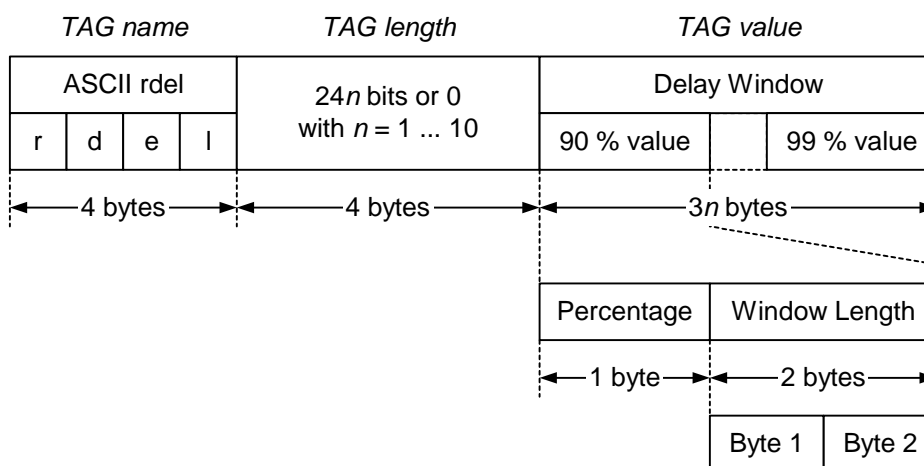 TAG name TAG length TAG value
ASCII rdel 24n bits or 0 Delay Window
with n = 1 ... 10
r d e l 90 % value 99 % value
4 bytes 4 bytes 3n bytes
Percentage Window Length
1 byte 2 bytes
Byte 1 Byte 2